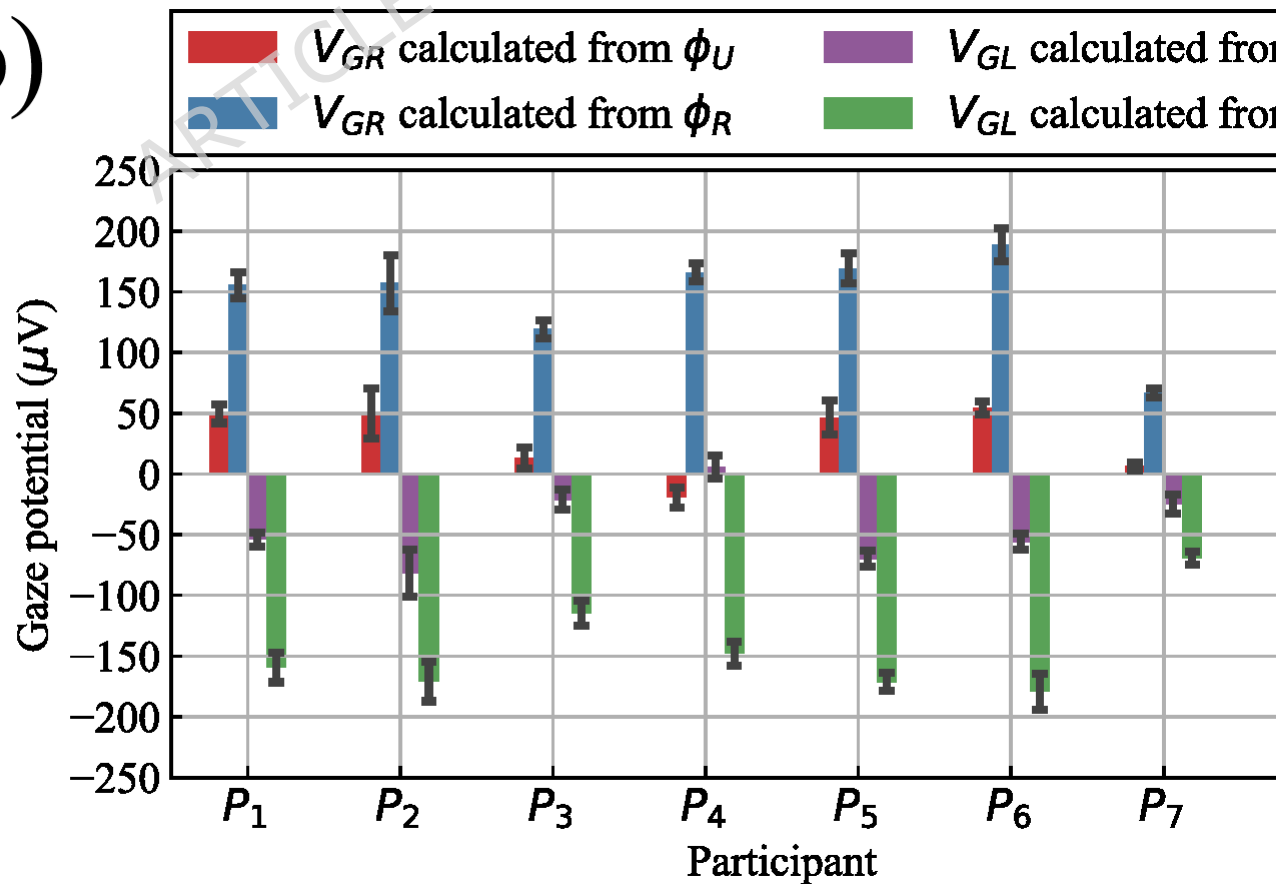 )
ARTICLE
V_GR calculated from ϕ_U
V_GL calculated from
V_GR calculated from ϕ_R
V_GL calculated from
Gaze potential (μV)
250
200
150
100
50
0
−50
−100
−150
−200
−250
P_1 P_2 P_3 P_4 P_5 P_6 P_7
Participant